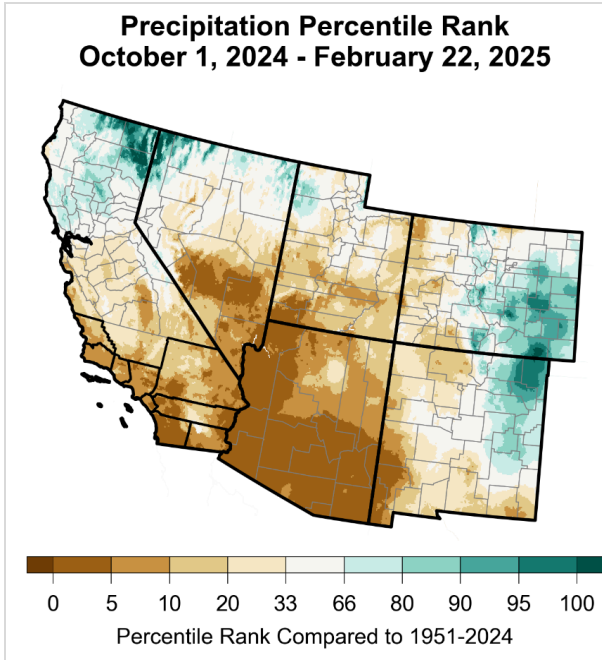 Precipitation Percentile Rank
October 1, 2024 - February 22, 2025
0 5 10 20 33 66 80 90 95 100
Percentile Rank Compared to 1951-2024